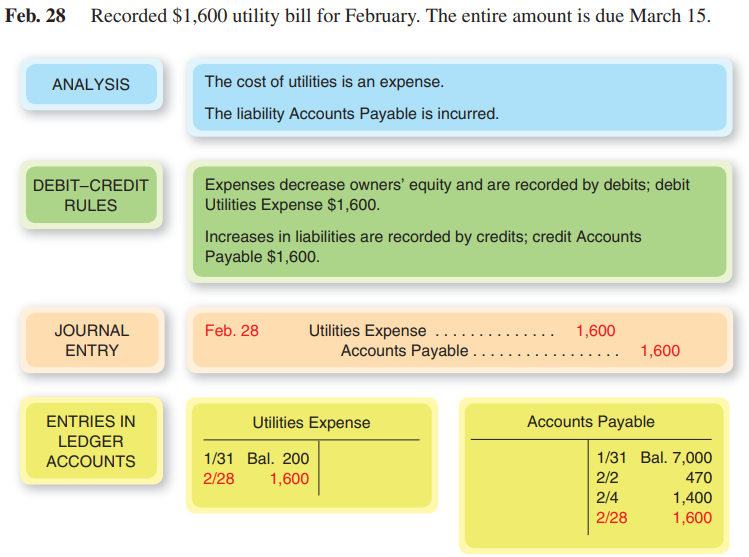 Feb. 28 Recorded $1,600 utility bill for February. The entire amount is due March 15.
ANALYSIS
The cost of utilities is an expense.
The liability Accounts Payable is incurred.
DEBIT–CREDIT
RULES
Expenses decrease owners’ equity and are recorded by debits; debit
Utilities Expense $1,600.
Increases in liabilities are recorded by credits; credit Accounts
Payable $1,600.
JOURNAL
ENTRY
Feb. 28 Utilities Expense . . . . . . . . . . . . . . 1,600
Accounts Payable . . . . . . . . . . . . . . . . . 1,600
ENTRIES IN
LEDGER
ACCOUNTS
Utilities Expense
1/31 Bal. 200
2/28 1,600
Accounts Payable
1/31 Bal. 7,000
2/2 470
2/4 1,400
2/28 1,600